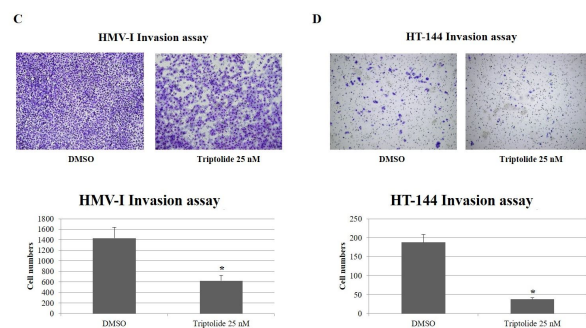 C
HMV-I Invasion assay
DMSO
Triptolide 25 nM
HMV-I Invasion assay
Cell numbers
1800
1600
1400
1200
1000
800
600
400
200
0
*
DMSO
Triptolide 25 nM
D
HT-144 Invasion assay
DMSO
Triptolide 25 nM
HT-144 Invasion assay
Cell numbers
250
200
150
100
50
0
*
DMSO
Triptolide 25 nM